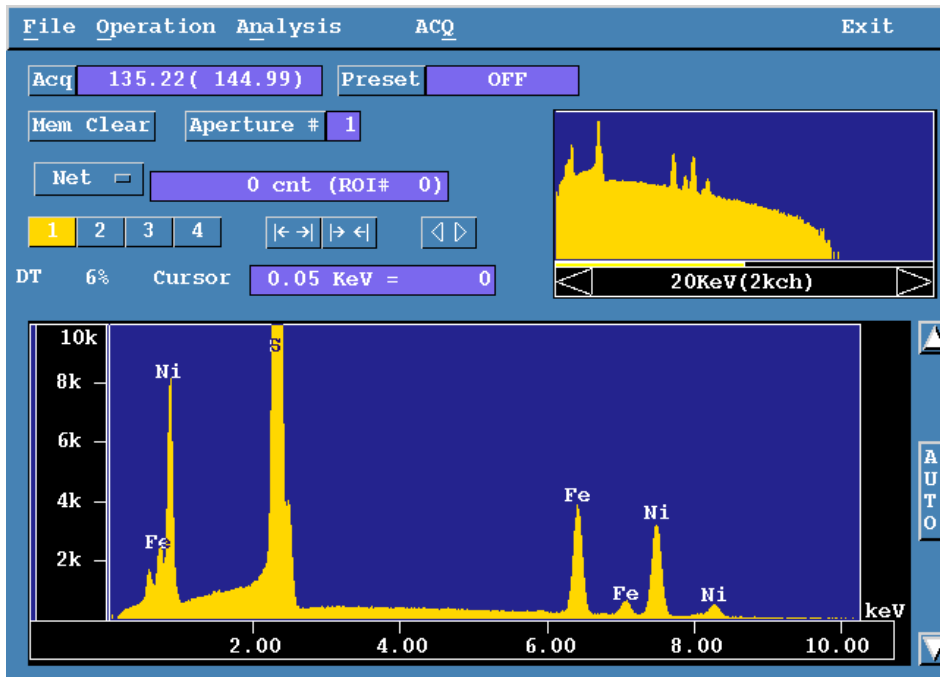 File Operation Analysis ACQ Exit
Acq 135.22( 144.99) Preset OFF
Mem Clear Aperture # 1
Net 0 cnt (ROI# 0)
1 2 3 4 |← →| |→ ←|
DT 6% Cursor 0.05 KeV = 0
20KeV(2kch)
10k
8k
6k
4k
2k
Ni
Fe
S
Fe
Fe
Ni
Ni
keV
2.00 4.00 6.00 8.00 10.00
AUTO